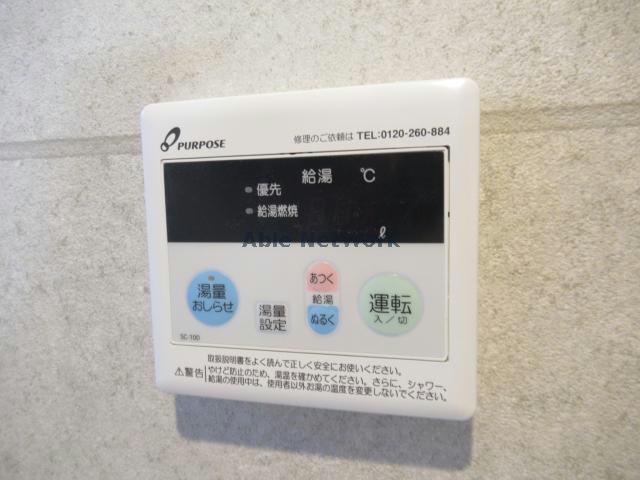 PURPOSE
修理のご依頼は TEL:0120-260-884
給湯 ℃
優先
給湯燃焼
ℓ
Able Network
湯量
おしらせ
湯量
設定
あつく
給湯
ぬるく
運転
入/切
SC-100
取扱説明書をよく読んで正しく安全にお使いください。
⚠警告 やけど防止のため、湯温を確かめてください。さらに、シャワー、
給湯の使用中は、使用者以外お湯の温度を変更しないでください。